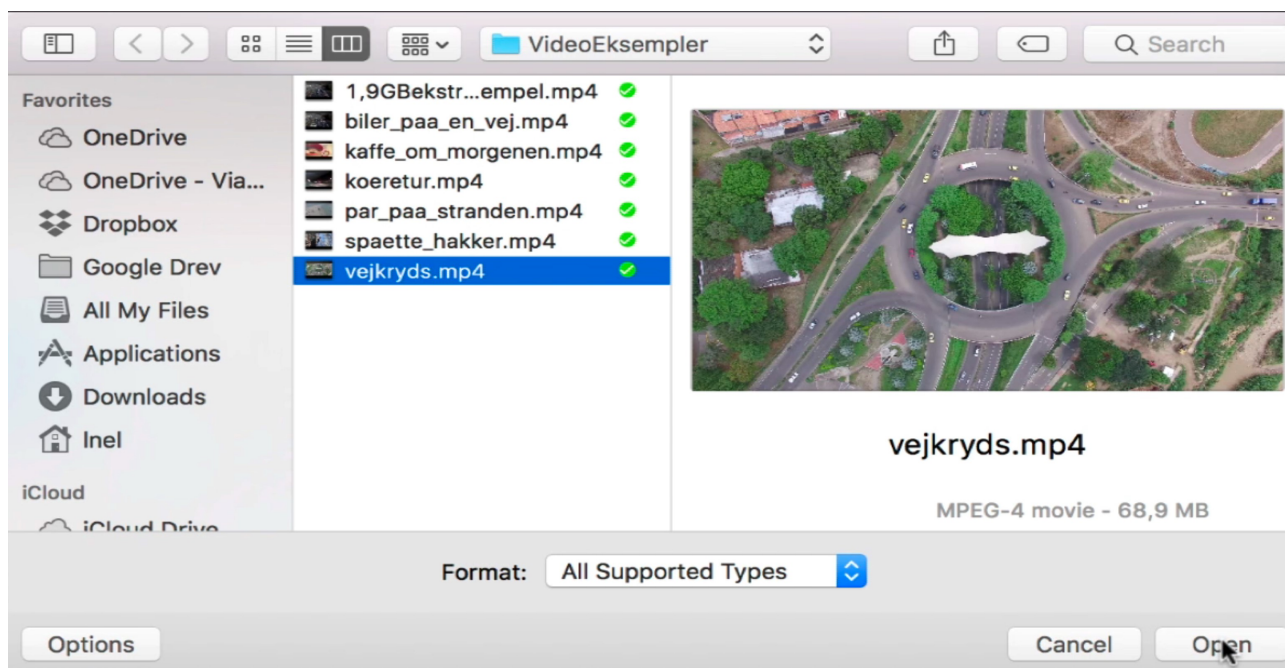 VideoEksempler
Search
Favorites
OneDrive
OneDrive - Via...
Dropbox
Google Drev
All My Files
Applications
Downloads
Inel
iCloud
iCloud Drive
1,9GBekstr...empel.mp4
biler_paa_en_vej.mp4
kaffe_om_morgenen.mp4
koeretur.mp4
par_paa_stranden.mp4
spaette_hakker.mp4
vejkryds.mp4
vejkryds.mp4
MPEG-4 movie - 68,9 MB
Format: All Supported Types
Options
Cancel
Open